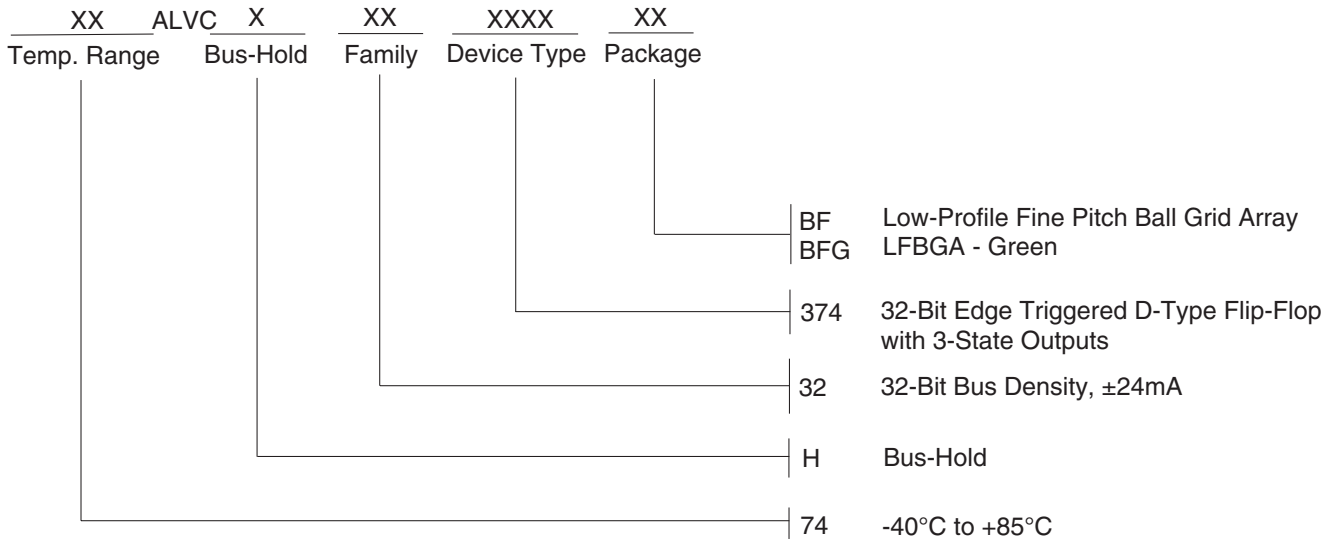 XX ALVC X XX XXXX XX
Temp. Range Bus-Hold Family Device Type Package
BF Low-Profile Fine Pitch Ball Grid Array
BFG LFBGA - Green
374 32-Bit Edge Triggered D-Type Flip-Flop
with 3-State Outputs
32 32-Bit Bus Density, ±24mA
H Bus-Hold
74 -40°C to +85°C